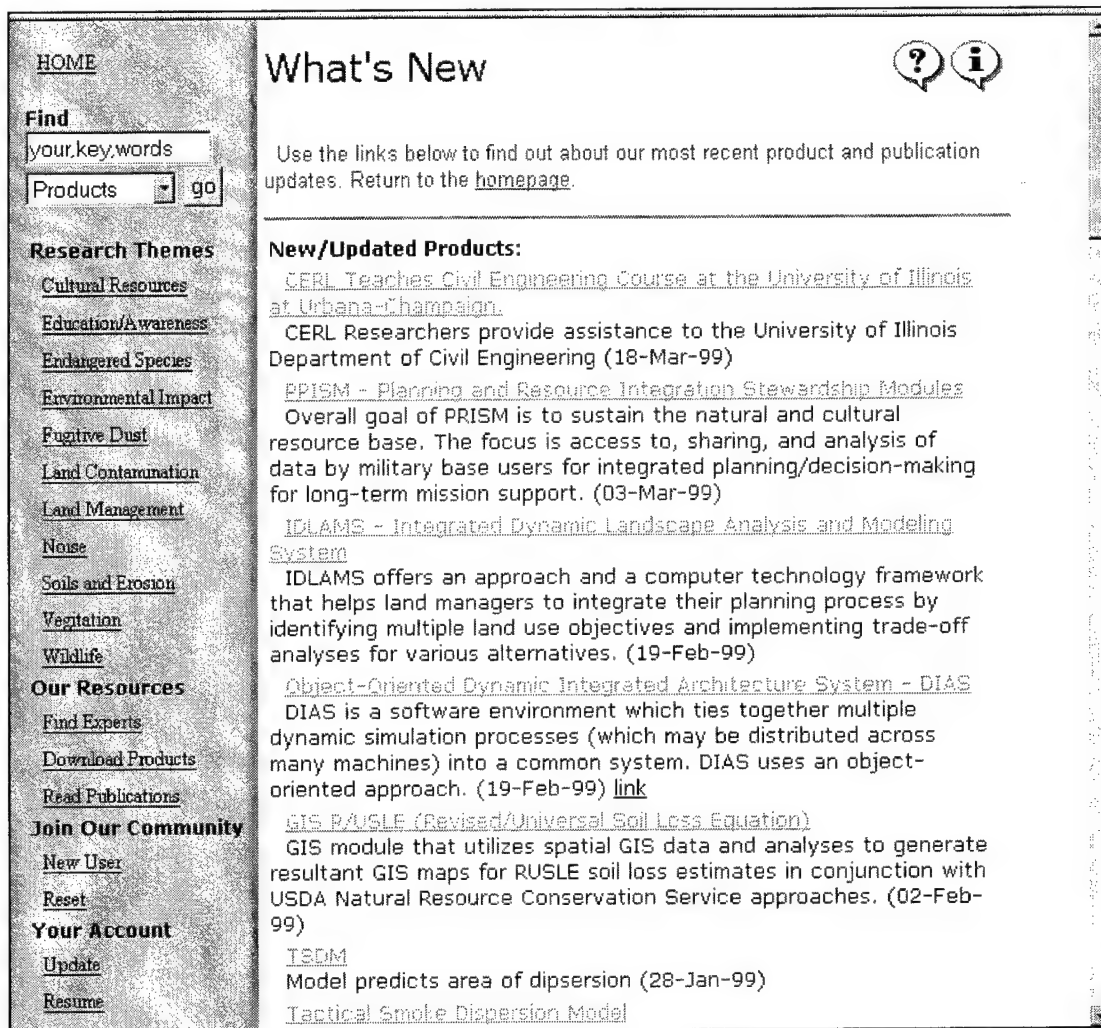 HOME
Find
your,key,words
Products go
Research Themes
Cultural Resources
Education/Awareness
Endangered Species
Environmental Impact
Fugitive Dust
Land Contamination
Land Management
Noise
Soils and Erosion
Vegitation
Wildlife
Our Resources
Find Experts
Download Products
Read Publications
Join Our Community
New User
Reset
Your Account
Update
Resume
What's New
? i
Use the links below to find out about our most recent product and publication
updates. Return to the homepage.
New/Updated Products:
CERL Teaches Civil Engineering Course at the University of Illinois
at Urbana-Champaign.
CERL Researchers provide assistance to the University of Illinois
Department of Civil Engineering (18-Mar-99)
PPISM - Planning and Resource Integration Stewardship Modules
Overall goal of PRISM is to sustain the natural and cultural
resource base. The focus is access to, sharing, and analysis of
data by military base users for integrated planning/decision-making
for long-term mission support. (03-Mar-99)
IDLAMS - Integrated Dynamic Landscape Analysis and Modeling
System
IDLAMS offers an approach and a computer technology framework
that helps land managers to integrate their planning process by
identifying multiple land use objectives and implementing trade-off
analyses for various alternatives. (19-Feb-99)
Object-Oriented Dynamic Integrated Architecture System - DIAS
DIAS is a software environment which ties together multiple
dynamic simulation processes (which may be distributed across
many machines) into a common system. DIAS uses an object-
oriented approach. (19-Feb-99) link
GIS R/USLE (Revised/Universal Soil Loss Equation)
GIS module that utilizes spatial GIS data and analyses to generate
resultant GIS maps for RUSLE soil loss estimates in conjunction with
USDA Natural Resource Conservation Service approaches. (02-Feb-
99)
TSDM
Model predicts area of dipsersion (28-Jan-99)
Tactical Smoke Dispersion Model